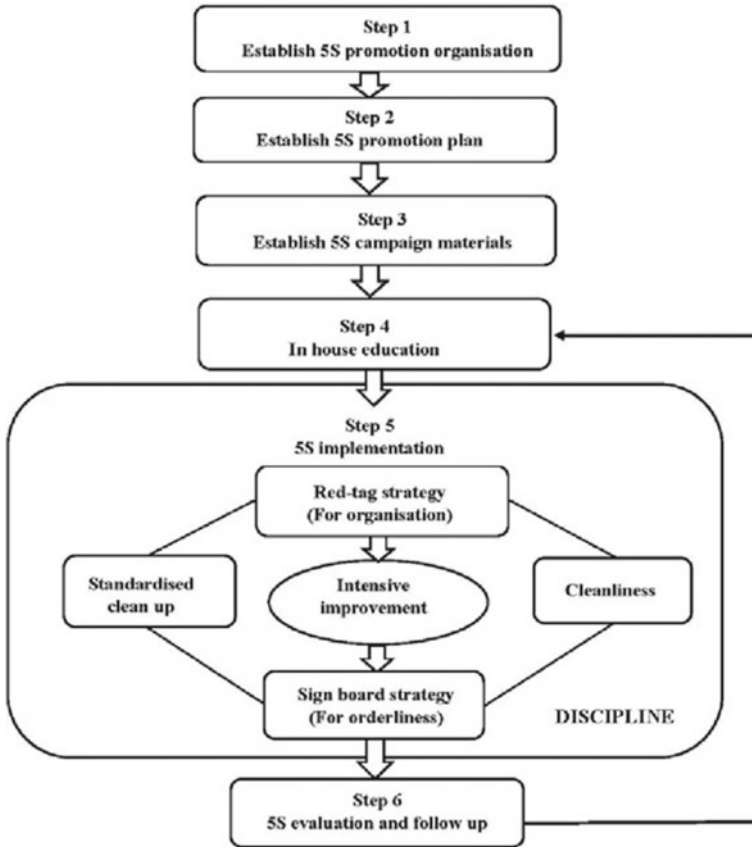 Step 1
Establish 5S promotion organisation
Step 2
Establish 5S promotion plan
Step 3
Establish 5S campaign materials
Step 4
In house education
Step 5
5S implementation
Red-tag strategy
(For organisation)
Standardised
clean up
Intensive
improvement
Cleanliness
Sign board strategy
(For orderliness)
DISCIPLINE
Step 6
5S evaluation and follow up